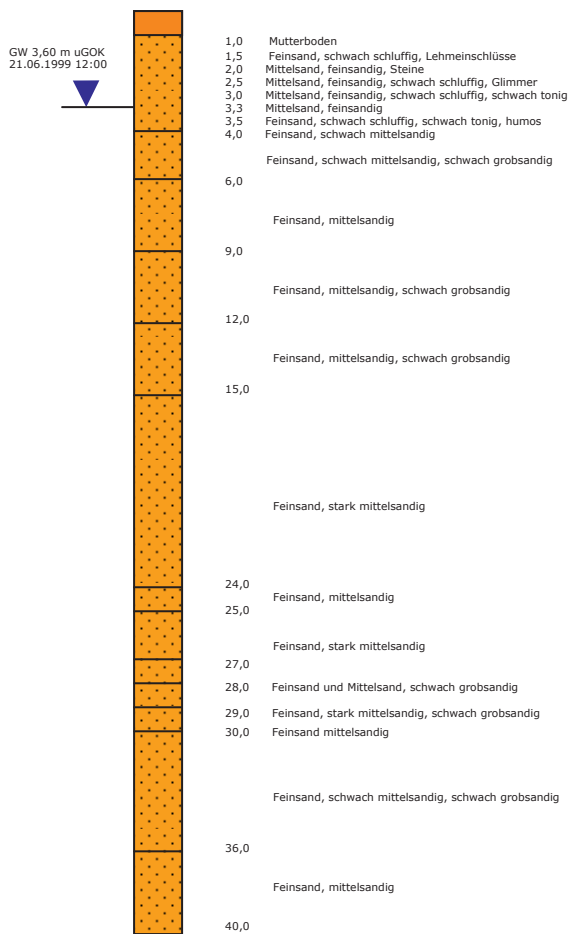 GW 3,60 m uGOK
21.06.1999 12:00
1,0 Mutterboden
1,5 Feinsand, schwach schluffig, Lehmeinschlüsse
2,0 Mittelsand, feinsandig, Steine
2,5 Mittelsand, feinsandig, schwach schluffig, Glimmer
3,0 Mittelsand, feinsandig, schwach schluffig, schwach tonig
3,3 Mittelsand, feinsandig
3,5 Feinsand, schwach schluffig, schwach tonig, humos
4,0 Feinsand, schwach mittelsandig
Feinsand, schwach mittelsandig, schwach grobsandig
6,0
Feinsand, mittelsandig
9,0
Feinsand, mittelsandig, schwach grobsandig
12,0
Feinsand, mittelsandig, schwach grobsandig
15,0
Feinsand, stark mittelsandig
24,0
Feinsand, mittelsandig
25,0
Feinsand, stark mittelsandig
27,0
28,0 Feinsand und Mittelsand, schwach grobsandig
29,0 Feinsand, stark mittelsandig, schwach grobsandig
30,0 Feinsand mittelsandig
Feinsand, schwach mittelsandig, schwach grobsandig
36,0
Feinsand, mittelsandig
40,0